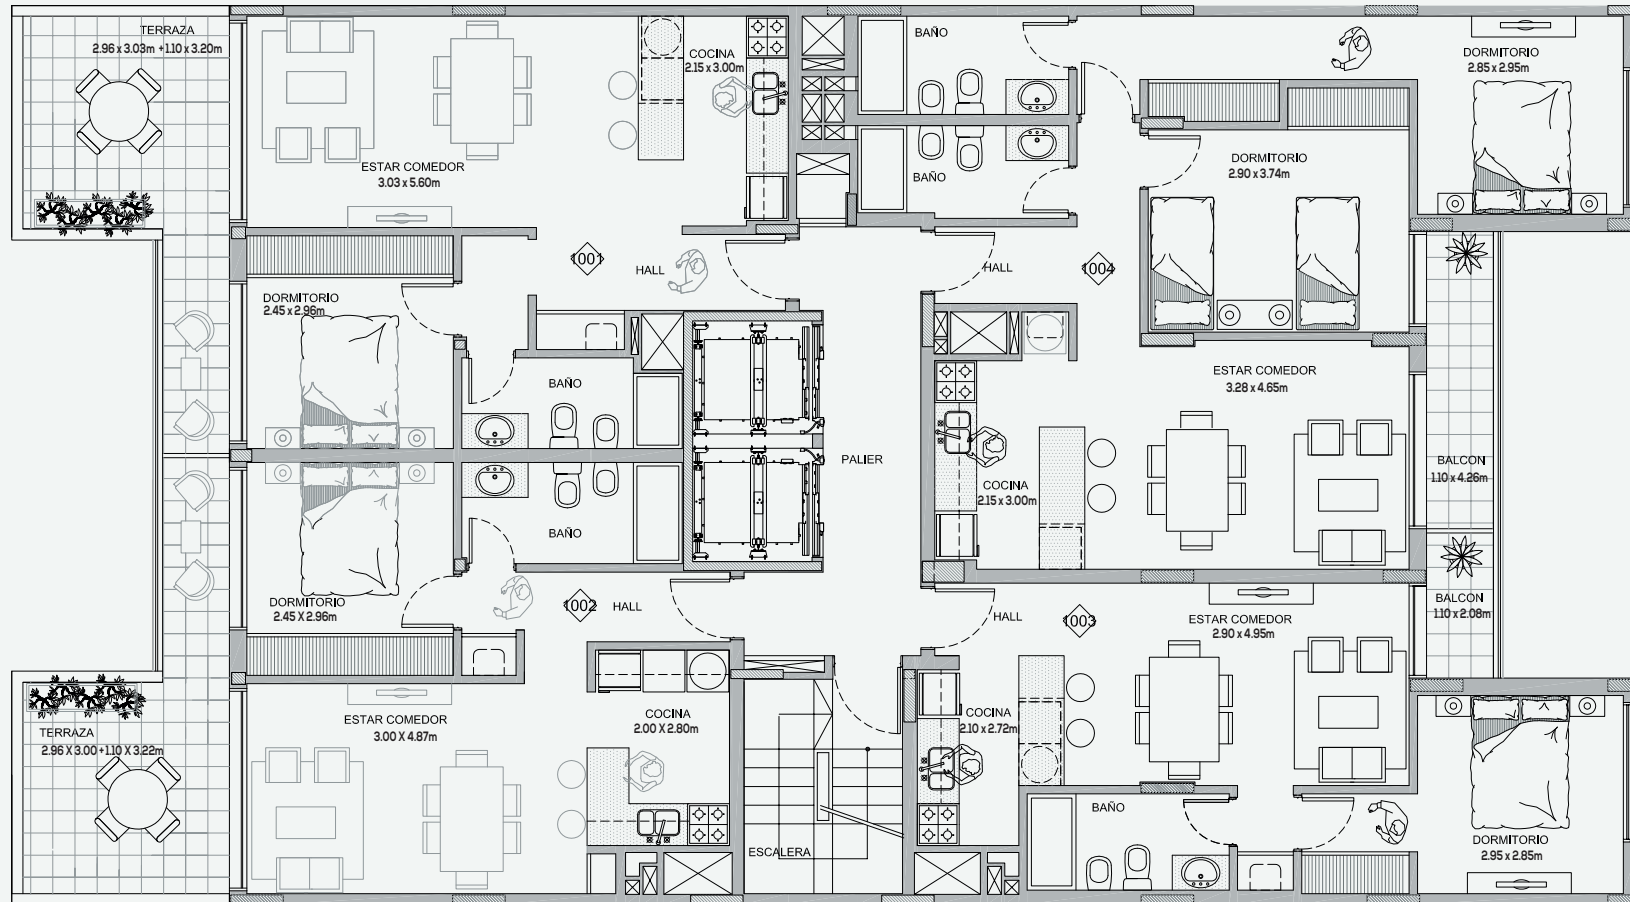 TERRAZA
2.96 x 3.03m +1.10 x 3.20m
ESTAR COMEDOR
3.03 x 5.60m
COCINA
2.15 x 3.00m
BAÑO
BAÑO
DORMITORIO
2.85 x 2.95m
DORMITORIO
2.90 x 3.74m
1001
HALL
HALL
1004
DORMITORIO
2.45 x 2.96m
BAÑO
ESTAR COMEDOR
3.28 x 4.65m
PALIER
COCINA
2.15 x 3.00m
BALCON
1.10 x 4.26m
BAÑO
DORMITORIO
2.45 X 2.96m
1002
HALL
HALL
1003
ESTAR COMEDOR
2.90 x 4.95m
BALCON
1.10 x 2.08m
TERRAZA
2.96 X 3.00 +1.10 X 3.22m
ESTAR COMEDOR
3.00 X 4.87m
COCINA
2.00 X 2.80m
COCINA
2.10 x 2.72m
ESCALERA
BAÑO
DORMITORIO
2.95 x 2.85m